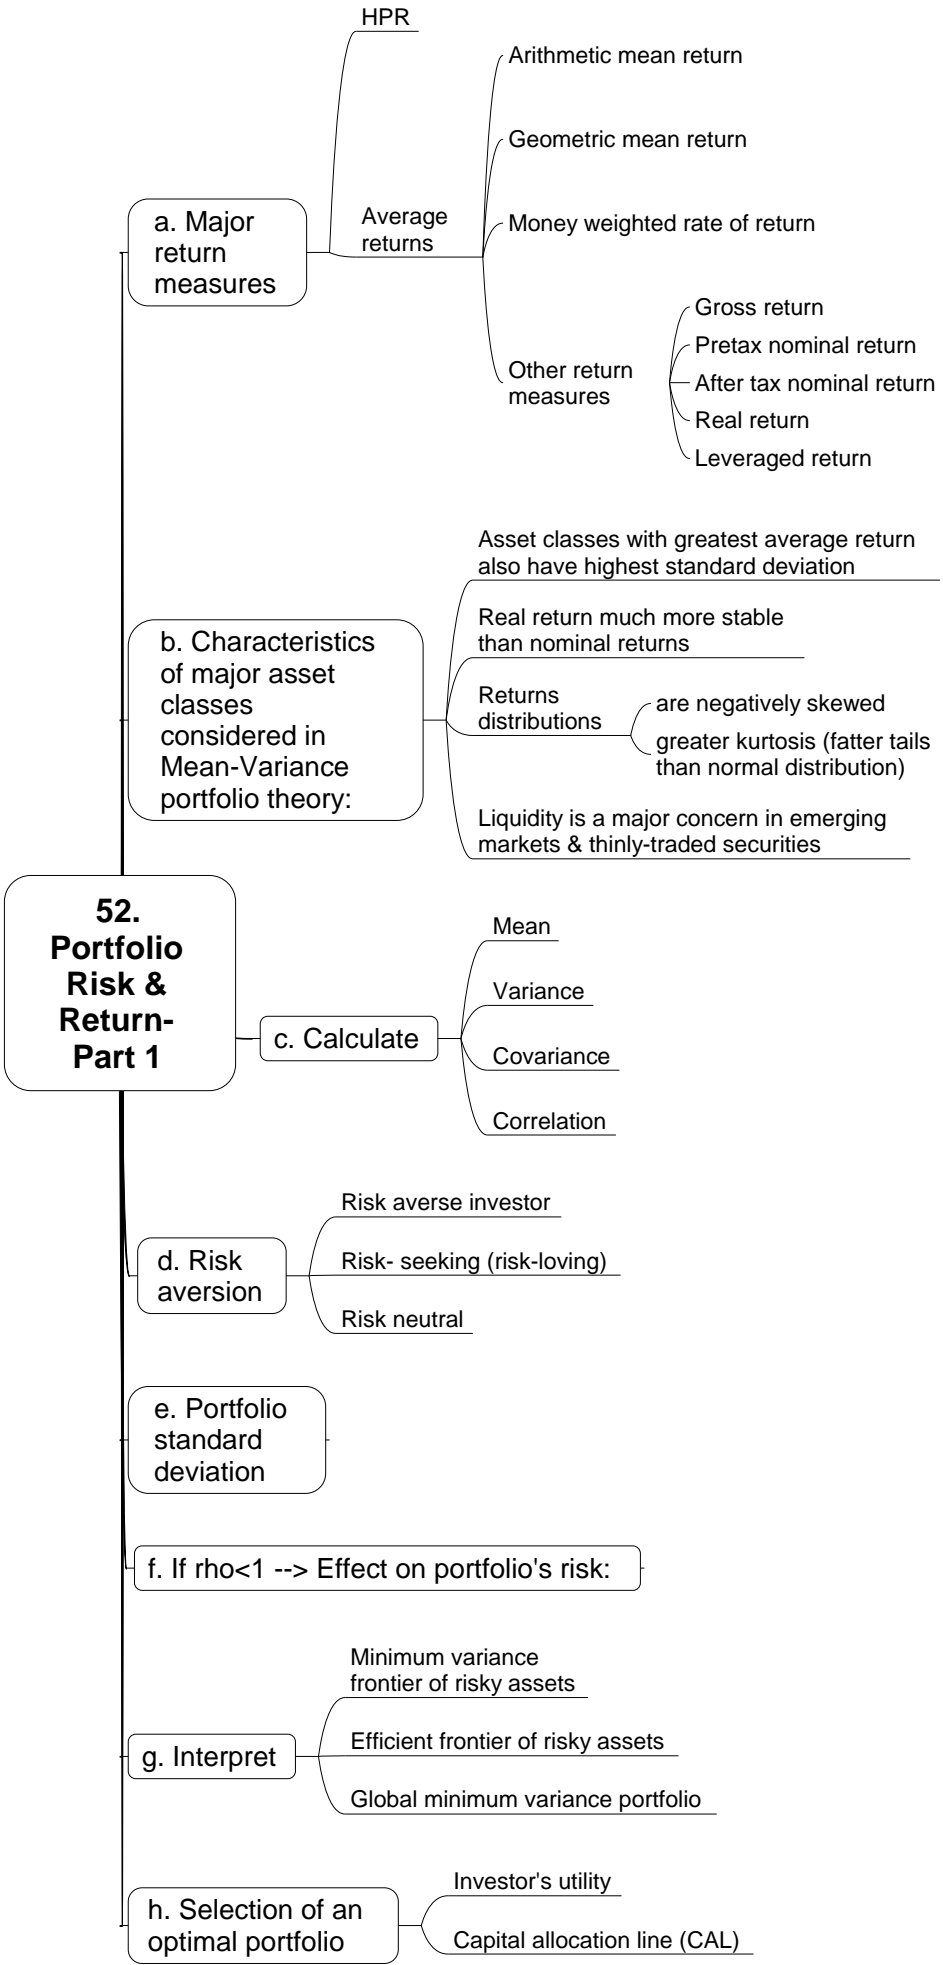 HPR
Arithmetic mean return
Geometric mean return
a. Major
return
measures
Average
returns
Money weighted rate of return
Gross return
Pretax nominal return
Other return
measures
After tax nominal return
Real return
Leveraged return
Asset classes with greatest average return
also have highest standard deviation
b. Characteristics
of major asset
classes
considered in
Mean-Variance
portfolio theory:
Real return much more stable
than nominal returns
Returns
distributions
are negatively skewed
greater kurtosis (fatter tails
than normal distribution)
Liquidity is a major concern in emerging
markets & thinly-traded securities
52.
Portfolio
Risk &
Return-
Part 1
c. Calculate
Mean
Variance
Covariance
Correlation
d. Risk
aversion
Risk averse investor
Risk- seeking (risk-loving)
Risk neutral
e. Portfolio
standard
deviation
f. If rho<1 --> Effect on portfolio's risk:
g. Interpret
Minimum variance
frontier of risky assets
Efficient frontier of risky assets
Global minimum variance portfolio
h. Selection of an
optimal portfolio
Investor's utility
Capital allocation line (CAL)